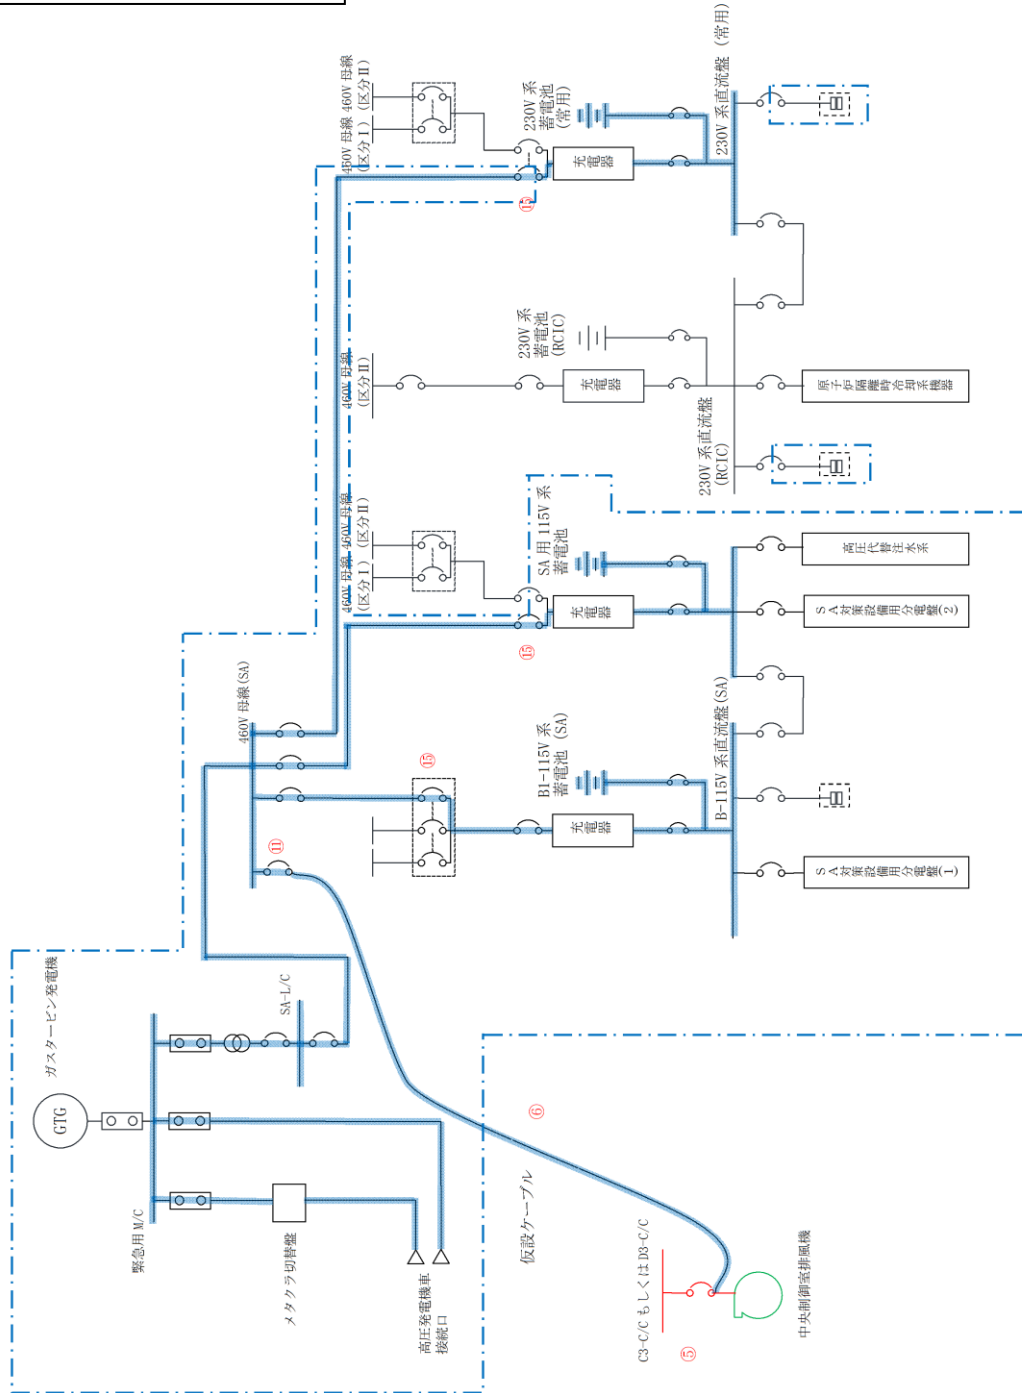 ガスタービン発電機
GTG
緊急用 M/C
SA-L/C
メタクラ切替盤
高圧発電機車
接続口
460V 母線(SA)
⑪
⑥
仮設ケーブル
C3-C/C もしくは D3-C/C
⑤
中央制御室排風機
⑮
B1-115V 系
蓄電池 (SA)
充電器
B-115V 系直流盤(SA)
SA対策設備用分電盤(1)
460V 母線
(区分Ⅰ)
460V 母線
(区分Ⅱ)
⑮
SA 用 115V 系
蓄電池
充電器
SA対策設備用分電盤(2)
高圧代替注水系
460V 母線
(区分Ⅱ)
230V 系
蓄電池
(RCIC)
充電器
230V 系直流盤
(RCIC)
原子炉隔離時冷却系機器
460V 母線
(区分Ⅰ)
460V 母線
(区分Ⅱ)
⑮
230V 系
蓄電池
(常用)
充電器
230V 系直流盤 (常用)